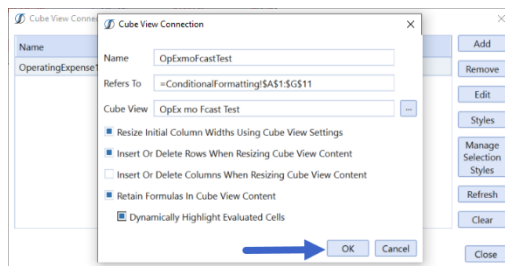 Cube View Connec
Cube View Connection
Name
Add
Name OpExmoFcastTest
OperatingExpense1
Remove
Refers To =ConditionalFormatting!$A$1:$G$11
Edit
Cube View OpEx mo Fcast Test ...
Styles
Resize Initial Column Widths Using Cube View Settings
Insert Or Delete Rows When Resizing Cube View Content
Manage
Selection
Styles
Insert Or Delete Columns When Resizing Cube View Content
Retain Formulas In Cube View Content
Refresh
Dynamically Highlight Evaluated Cells
Clear
OK Cancel
Close